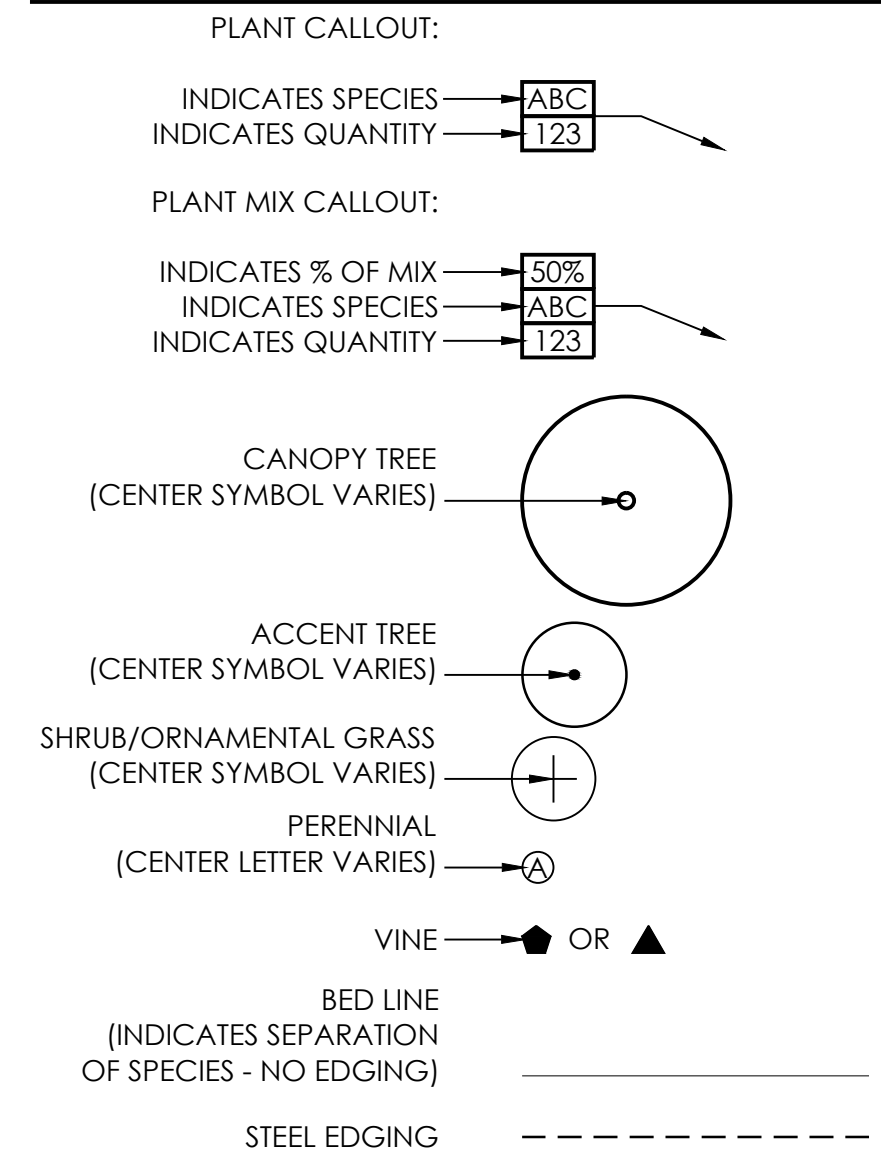 PLANT CALLOUT:
INDICATES SPECIES ABC
INDICATES QUANTITY 123
PLANT MIX CALLOUT:
INDICATES % OF MIX 50%
INDICATES SPECIES ABC
INDICATES QUANTITY 123
CANOPY TREE
(CENTER SYMBOL VARIES)
ACCENT TREE
(CENTER SYMBOL VARIES)
SHRUB/ORNAMENTAL GRASS
(CENTER SYMBOL VARIES)
PERENNIAL
(CENTER LETTER VARIES) A
VINE OR
BED LINE
(INDICATES SEPARATION
OF SPECIES - NO EDGING)
STEEL EDGING